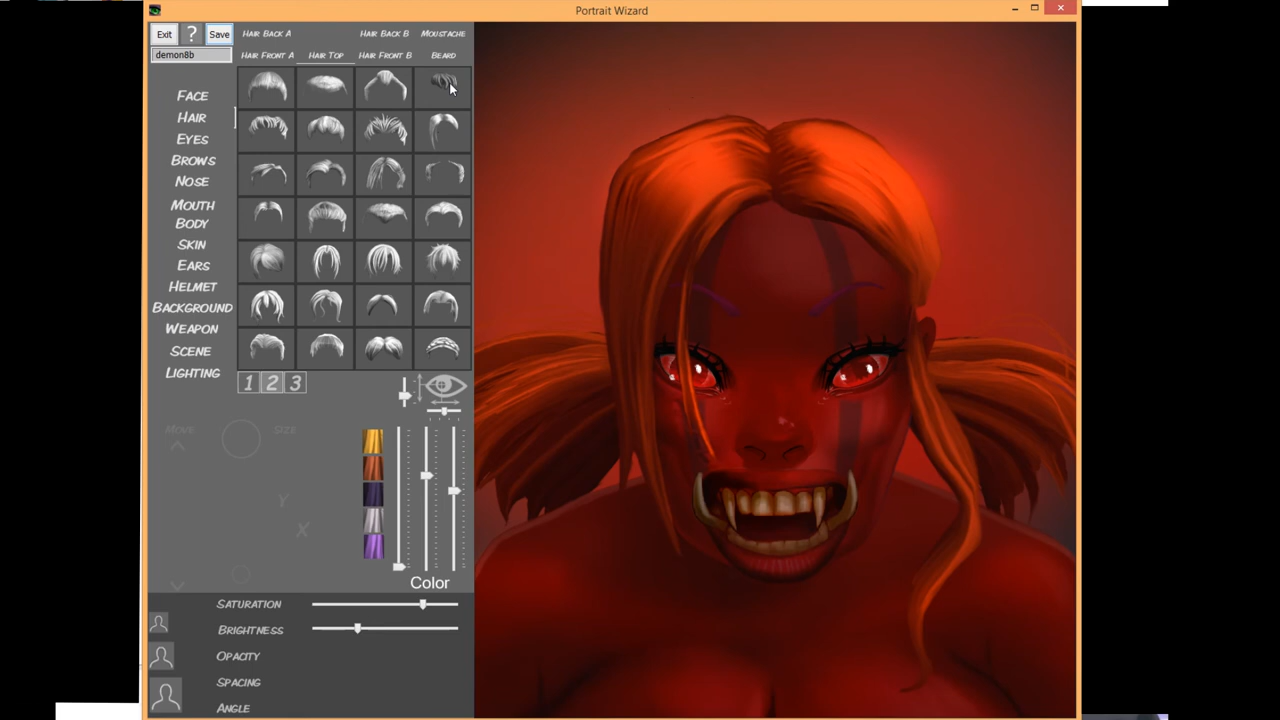 Portrait Wizard
Exit ? Save
demon8b
HAIR BACK A HAIR BACK B MOUSTACHE
HAIR FRONT A HAIR TOP HAIR FRONT B BEARD
FACE
HAIR
EYES
BROWS
NOSE
MOUTH
BODY
SKIN
EARS
HELMET
BACKGROUND
WEAPON
SCENE
LIGHTING
1 2 3
MOVE SIZE
Y
X
Color
SATURATION
BRIGHTNESS
OPACITY
SPACING
ANGLE